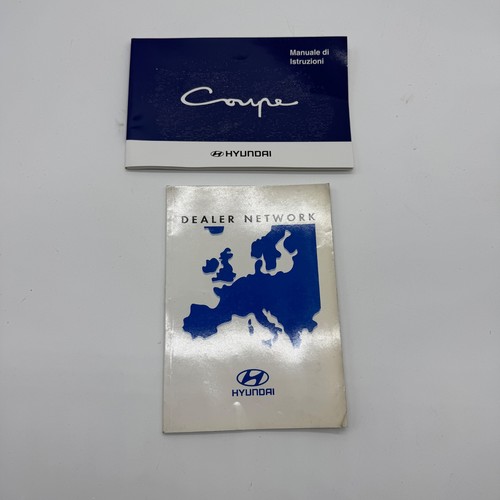 Manuale di
Istruzioni
Coupe
HYUNDAI
DEALER NETWORK
HYUNDAI